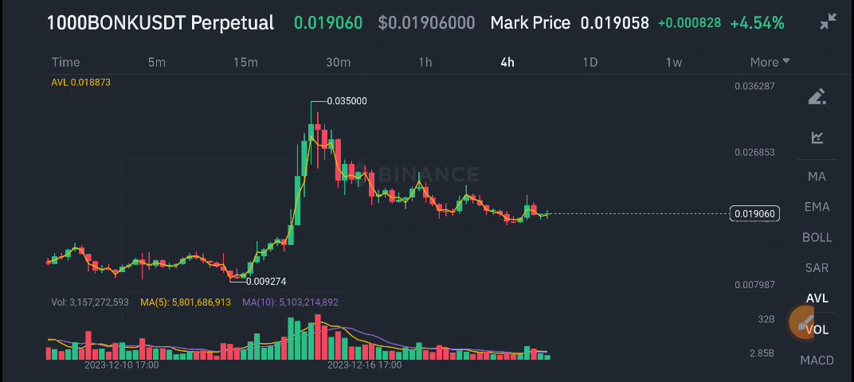 1000BONKUSDT Perpetual 0.019060 $0.01906000 Mark Price 0.019058 +0.000828 +4.54%
Time 5m 15m 30m 1h 4h 1D 1w More
AVL 0.018873
0.036287
0.035000
0.026853
BINANCE
MA
EMA
0.019060
BOLL
SAR
0.009274
0.007987
AVL
Vol: 3,157,272,593 MA(5): 5,801,686,913 MA(10): 5,103,214,892
32B
VOL
2.85B
MACD
2023-12-10 17:00 2023-12-16 17:00